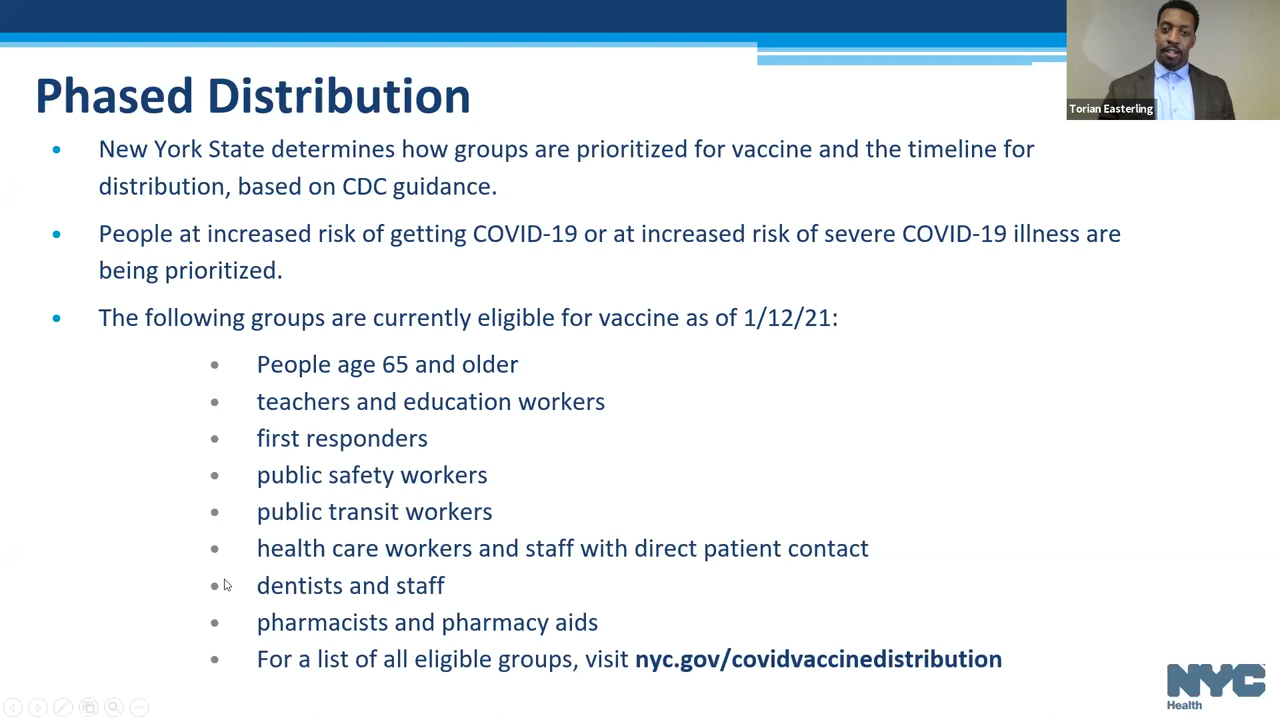 Phased Distribution
Torian Easterling
New York State determines how groups are prioritized for vaccine and the timeline for
distribution, based on CDC guidance.
People at increased risk of getting COVID-19 or at increased risk of severe COVID-19 illness are
being prioritized.
The following groups are currently eligible for vaccine as of 1/12/21:
People age 65 and older
teachers and education workers
first responders
public safety workers
public transit workers
health care workers and staff with direct patient contact
dentists and staff
pharmacists and pharmacy aids
For a list of all eligible groups, visit nyc.gov/covidvaccinedistribution
NYC
Health